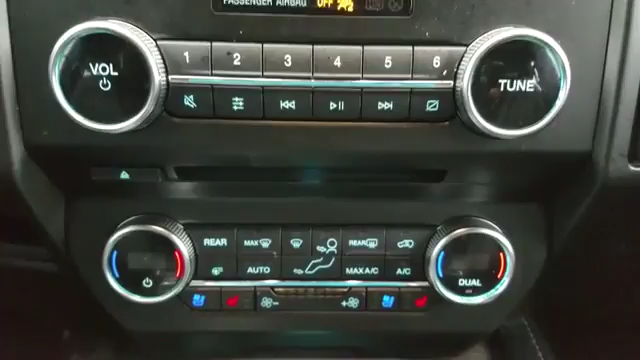 PASSENGER AIRBAG OFF
VOL
1 2 3 4 5 6
TUNE
REAR MAX REAR
AUTO MAX A/C A/C
DUAL